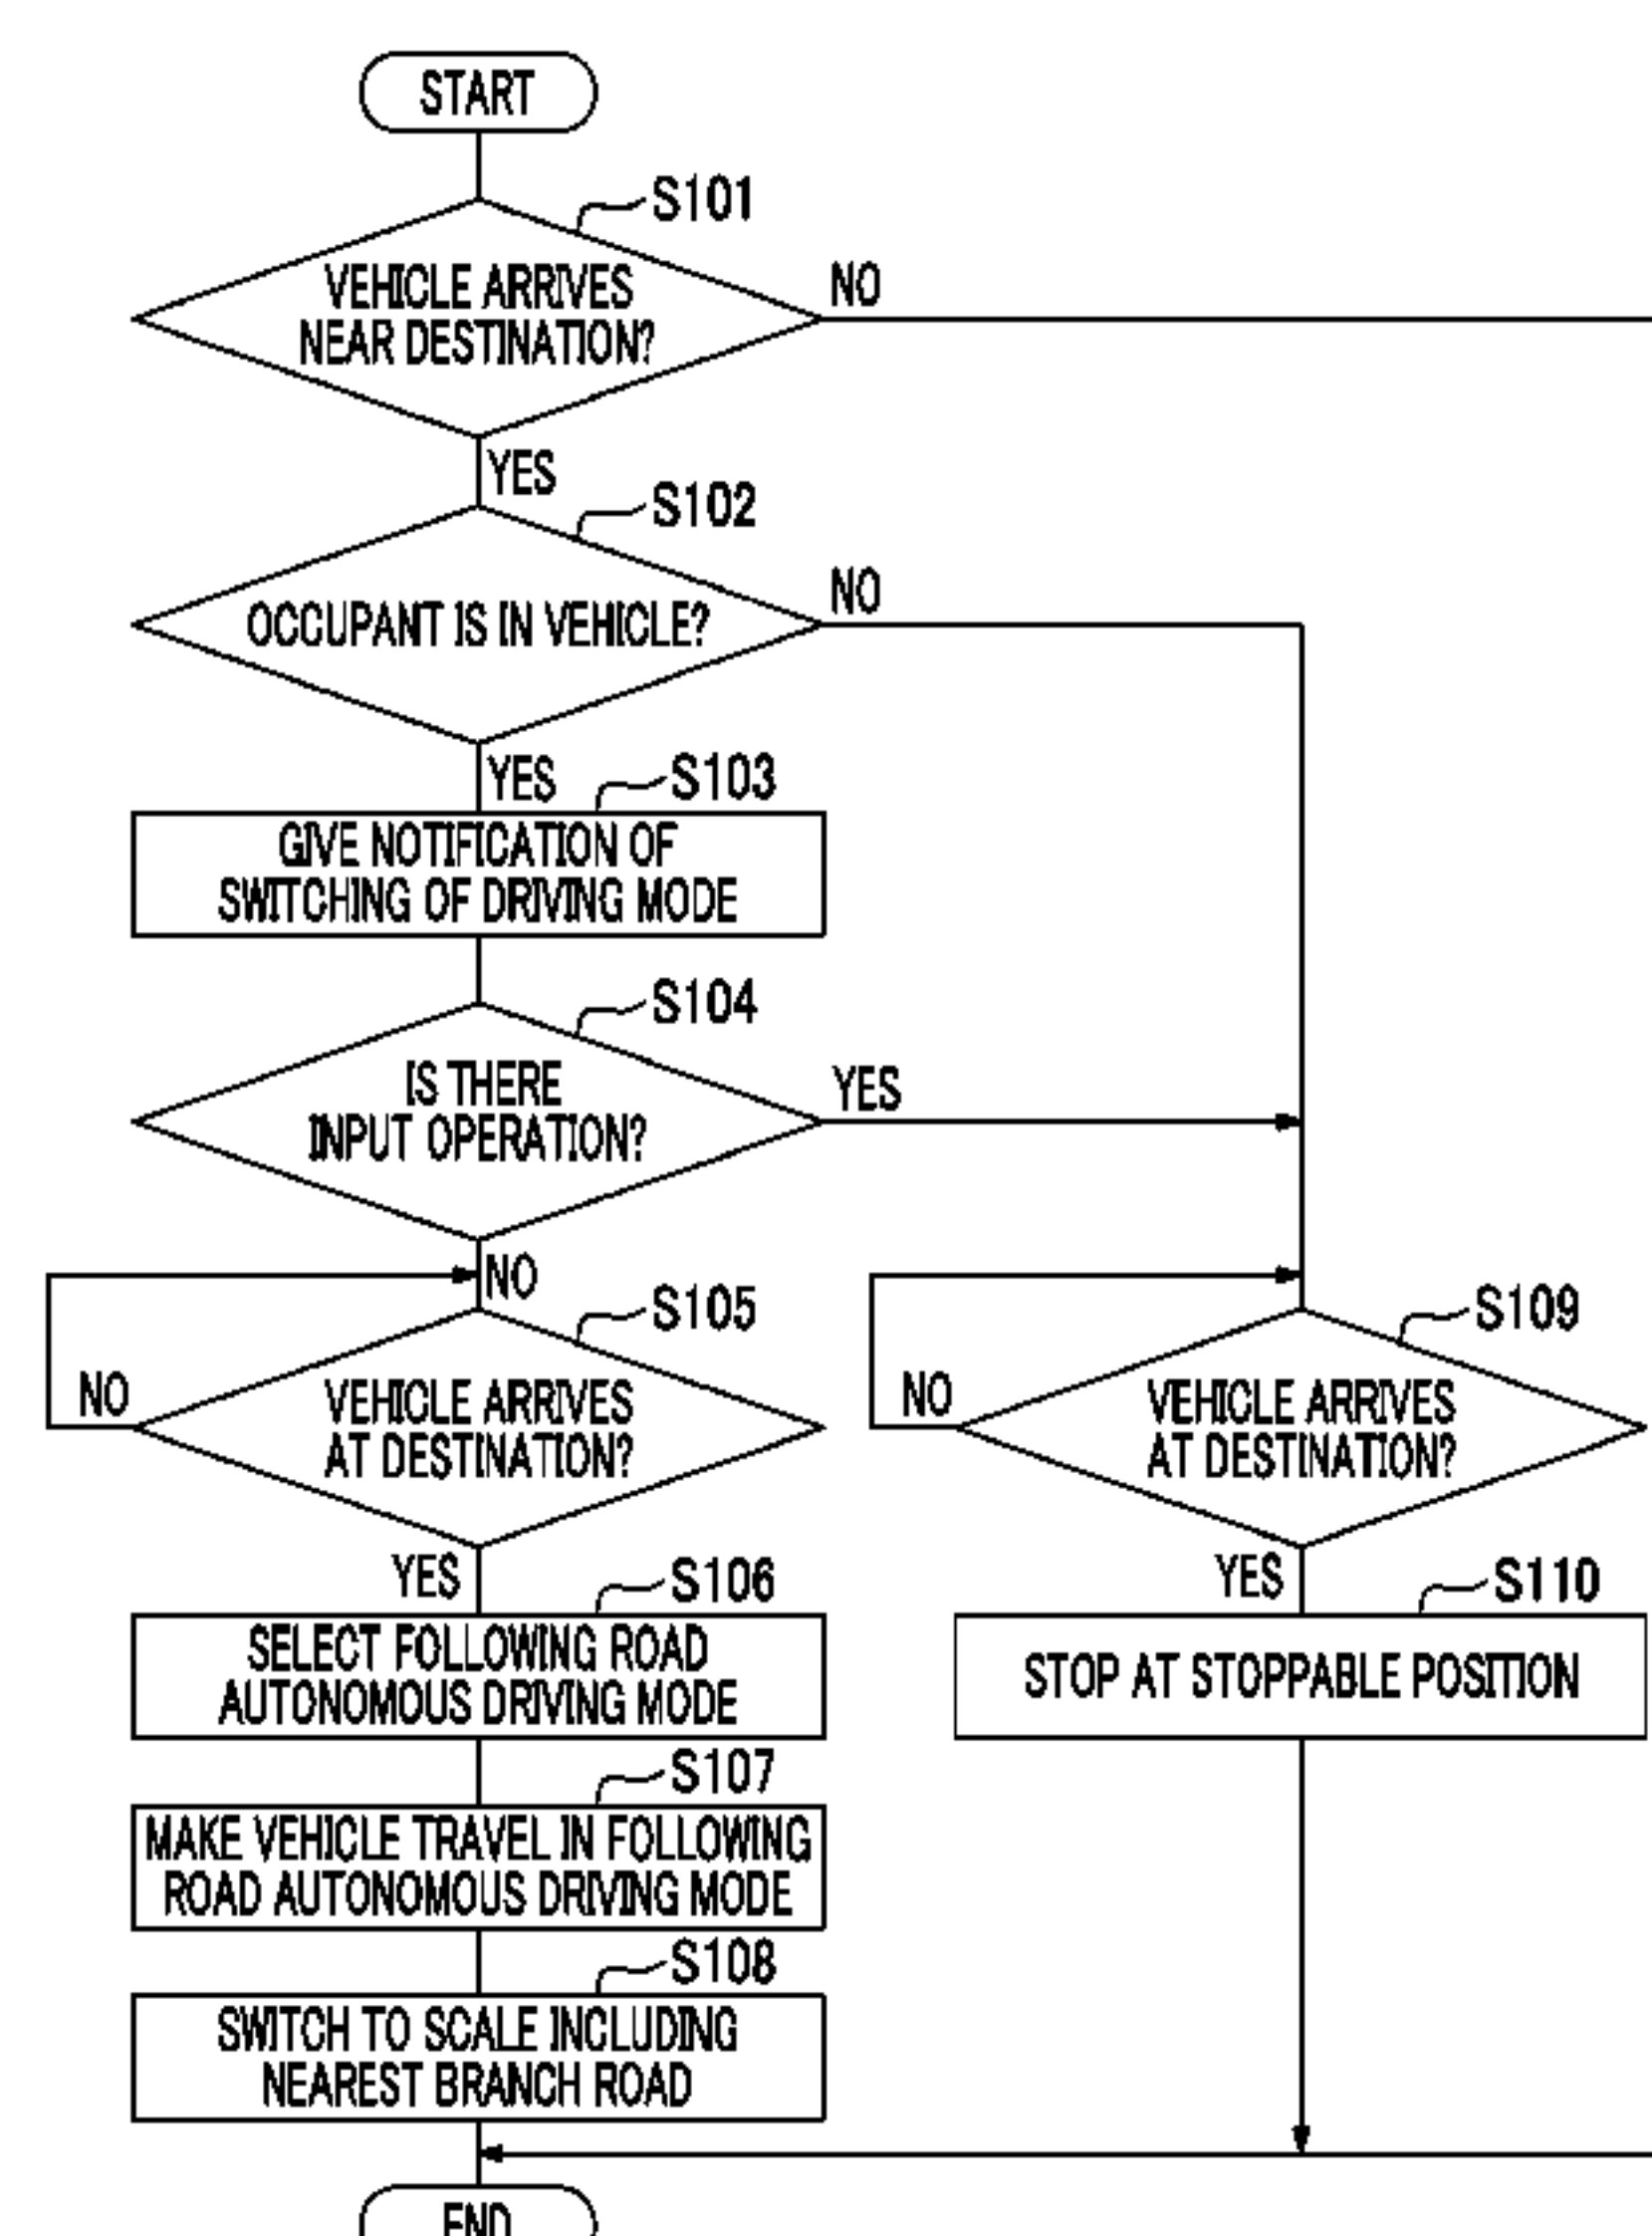 START
S101
VEHICLE ARRIVES
NEAR DESTINATION?
NO
YES
S102
OCCUPANT IS IN VEHICLE?
NO
YES
S103
GIVE NOTIFICATION OF
SWITCHING OF DRIVING MODE
S104
IS THERE
INPUT OPERATION?
YES
NO
S105
VEHICLE ARRIVES
AT DESTINATION?
NO
YES
S106
SELECT FOLLOWING ROAD
AUTONOMOUS DRIVING MODE
S107
MAKE VEHICLE TRAVEL IN FOLLOWING
ROAD AUTONOMOUS DRIVING MODE
S108
SWITCH TO SCALE INCLUDING
NEAREST BRANCH ROAD
S109
VEHICLE ARRIVES
AT DESTINATION?
NO
YES
S110
STOP AT STOPPABLE POSITION
END